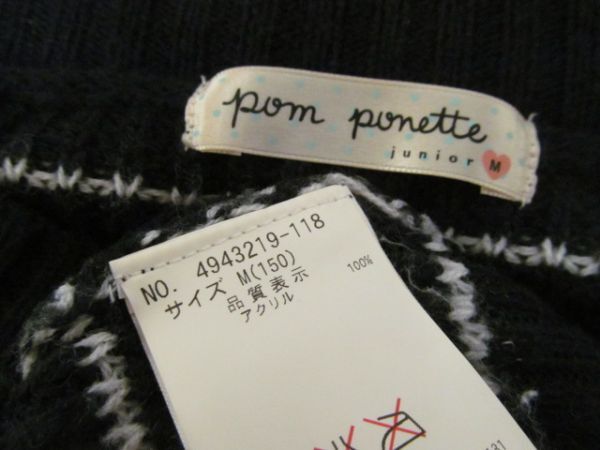 pom ponette
junior M
NO. 4943219-118
サイズ M(150)
品質表示
アクリル 100%